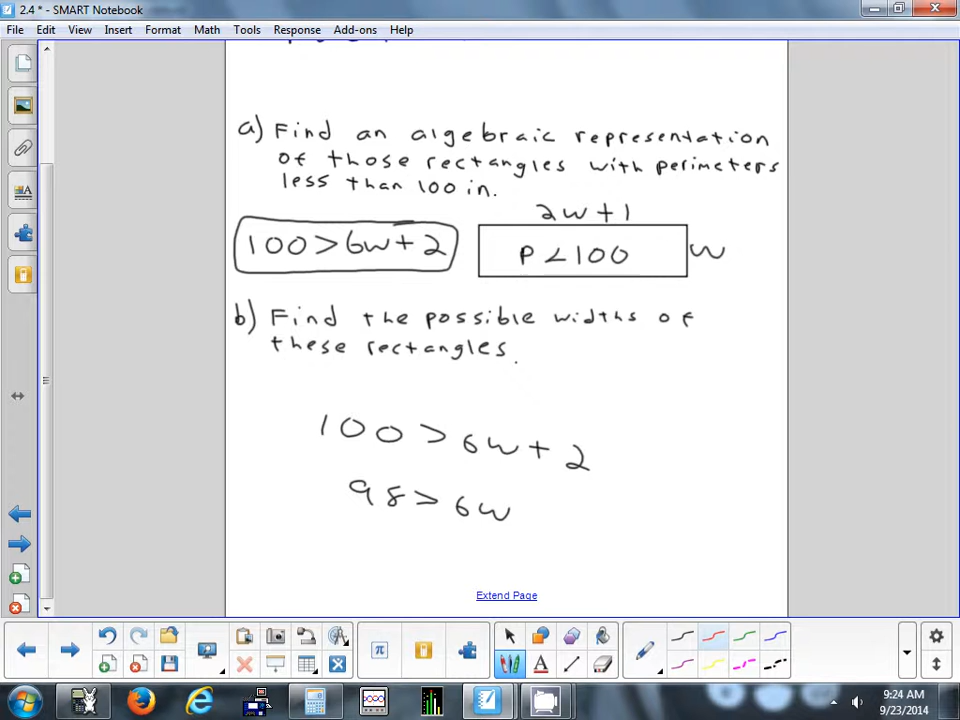 2.4 * - SMART Notebook
File Edit View Insert Format Math Tools Response Add-ons Help
a) Find an algebraic representation
of those rectangles with perimeters
less than 100 in.
2w + 1
100 > 6w + 2
P < 100
w
b) Find the possible widths of
these rectangles.
100 > 6w + 2
98 > 6w
Extend Page
π
A
9:24 AM
9/23/2014